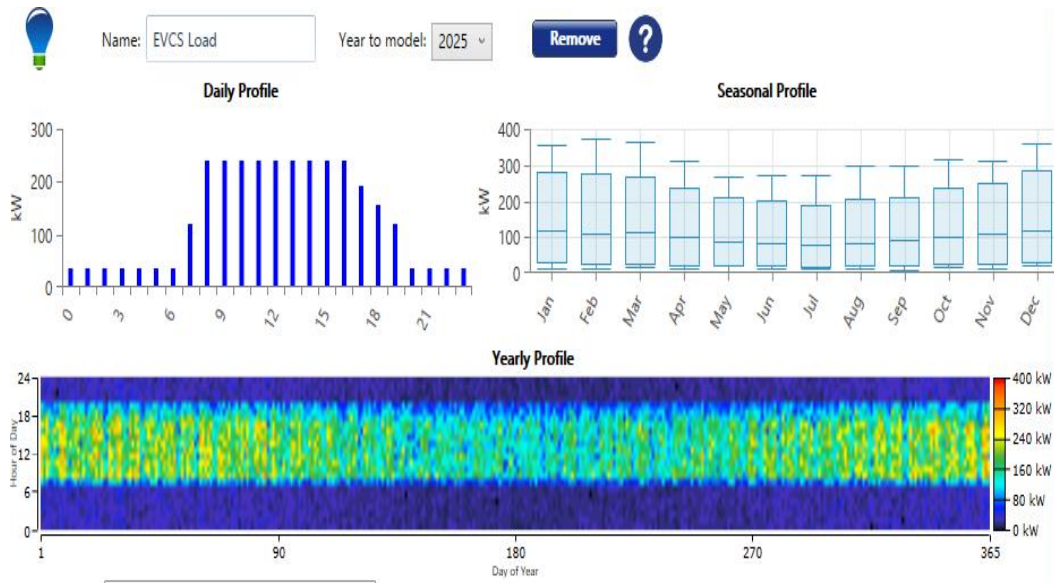 Name: EVCS Load Year to model: 2025 Remove ?
Daily Profile
300
200
100
0
kW
0 3 6 9 12 15 18 21
Seasonal Profile
400
300
200
100
0
kW
Jan Feb Mar Apr May Jun Jul Aug Sep Oct Nov Dec
Yearly Profile
24
18
12
6
0
Hour of Day
1 90 180 270 365
Day of Year
400 kW
320 kW
240 kW
160 kW
80 kW
0 kW